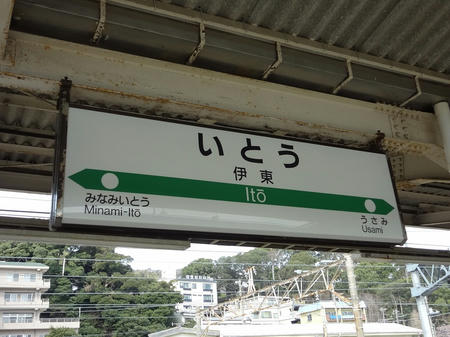 いとう
伊東
Itō
みなみいとう
Minami-Itō
うさみ
Usami